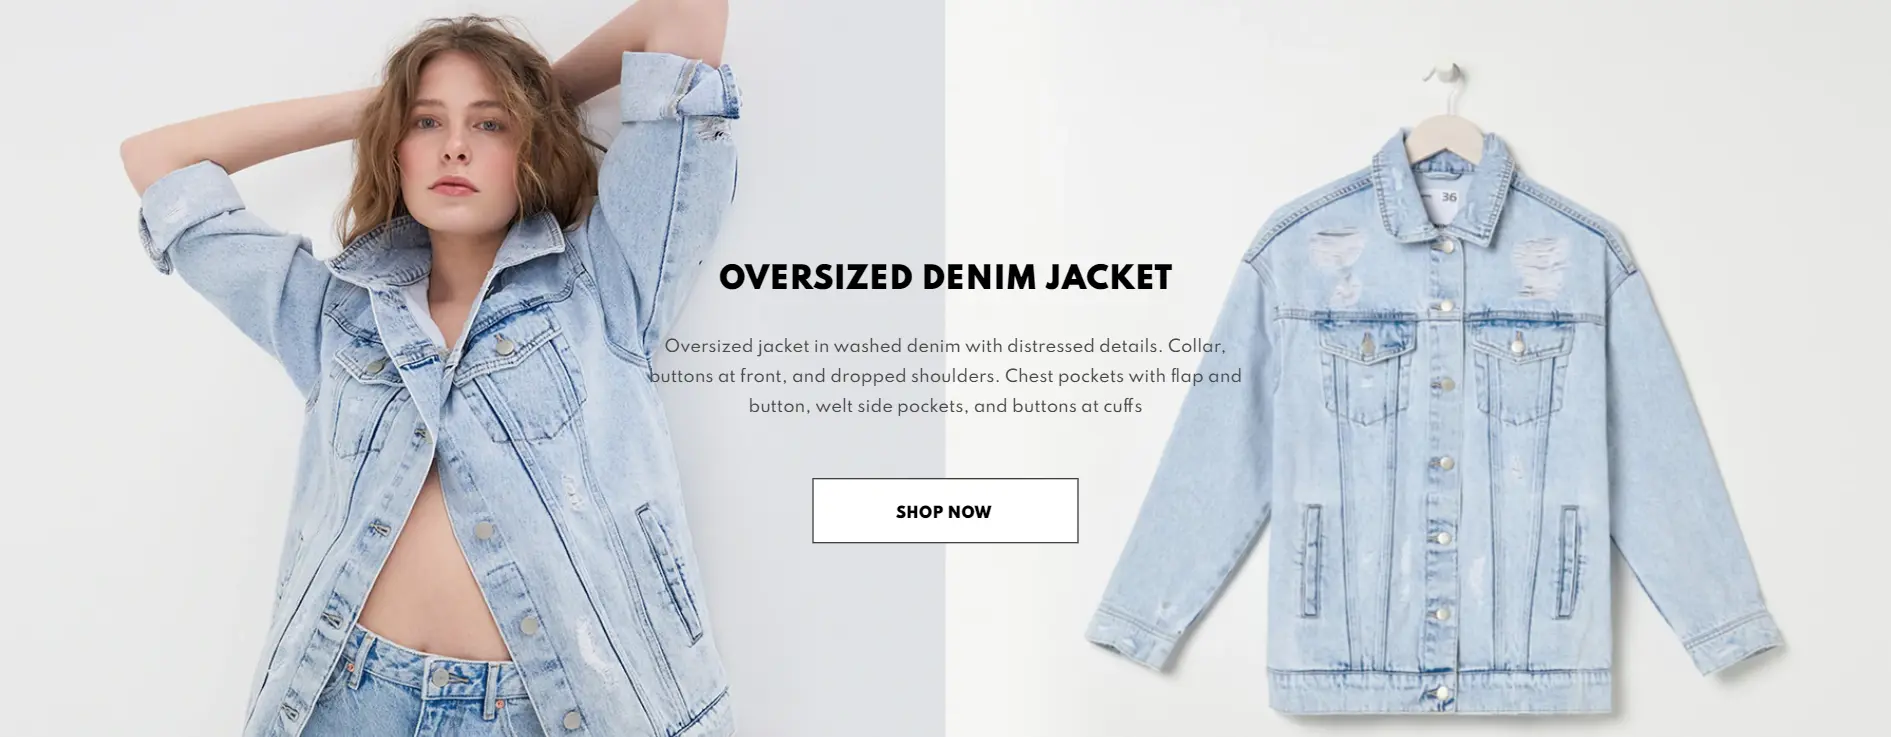 OVERSIZED DENIM JACKET
Oversized jacket in washed denim with distressed details. Collar,
buttons at front, and dropped shoulders. Chest pockets with flap and
button, welt side pockets, and buttons at cuffs
SHOP NOW
36